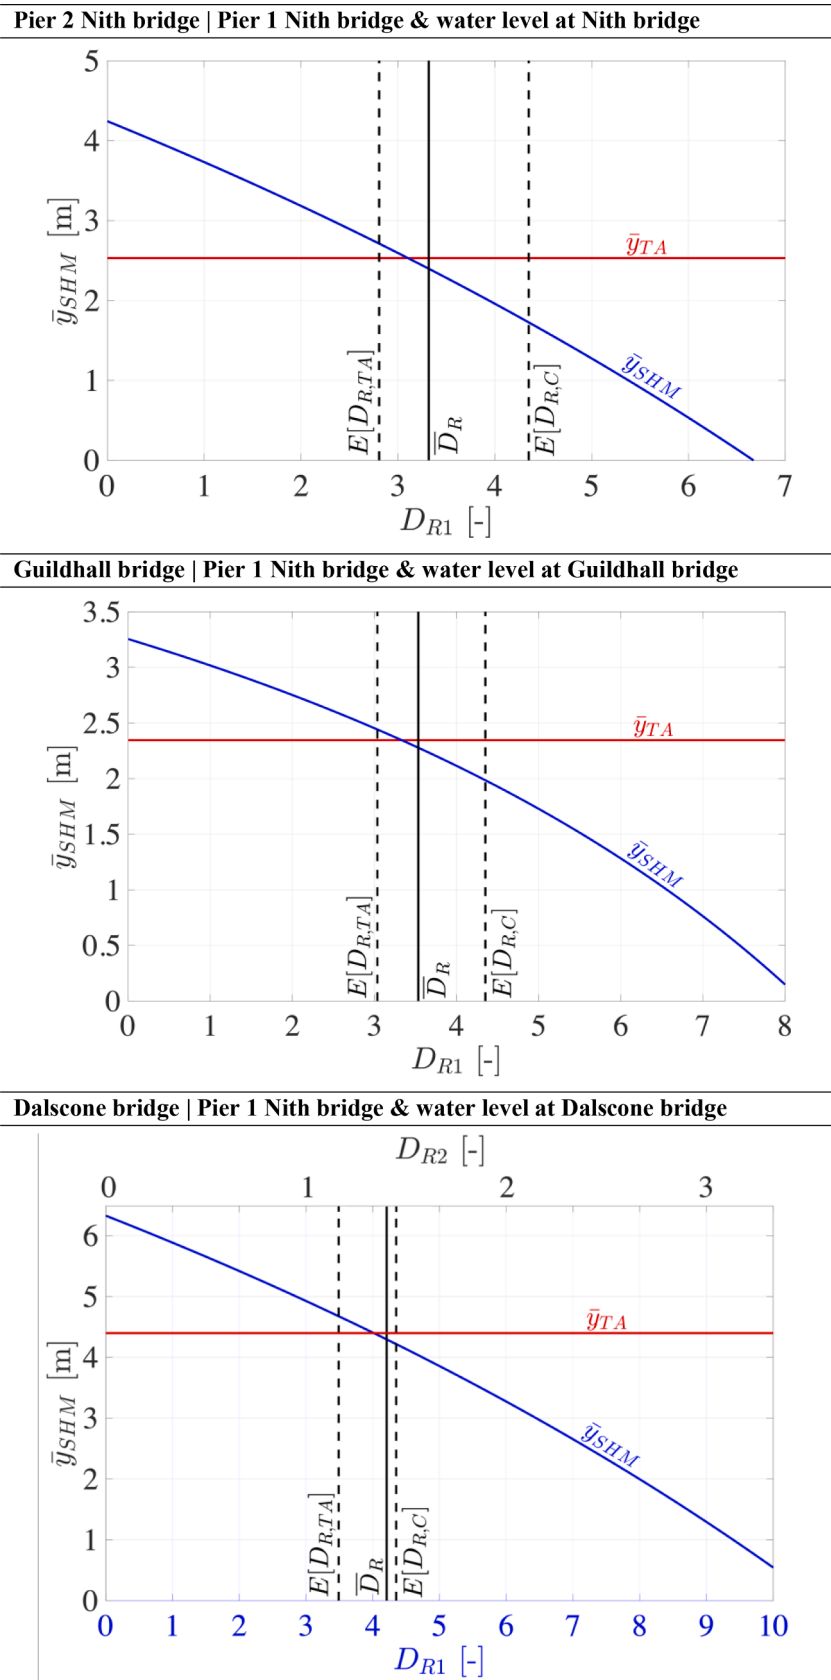 Pier 2 Nith bridge | Pier 1 Nith bridge & water level at Nith bridge
5
4
3
2
1
0
ȳSHM [m]
ȳTA
ȳSHM
E[DR,TA]
D̅R
E[DR,C]
0 1 2 3 4 5 6 7
DR1 [-]
Guildhall bridge | Pier 1 Nith bridge & water level at Guildhall bridge
3.5
3
2.5
2
1.5
1
0.5
0
ȳSHM [m]
ȳTA
ȳSHM
E[DR,TA]
D̅R
E[DR,C]
0 1 2 3 4 5 6 7 8
DR1 [-]
Dalscone bridge | Pier 1 Nith bridge & water level at Dalscone bridge
DR2 [-]
0 1 2 3
6
5
4
3
2
1
0
ȳSHM [m]
ȳTA
ȳSHM
E[DR,TA]
D̅R
E[DR,C]
0 1 2 3 4 5 6 7 8 9 10
DR1 [-]